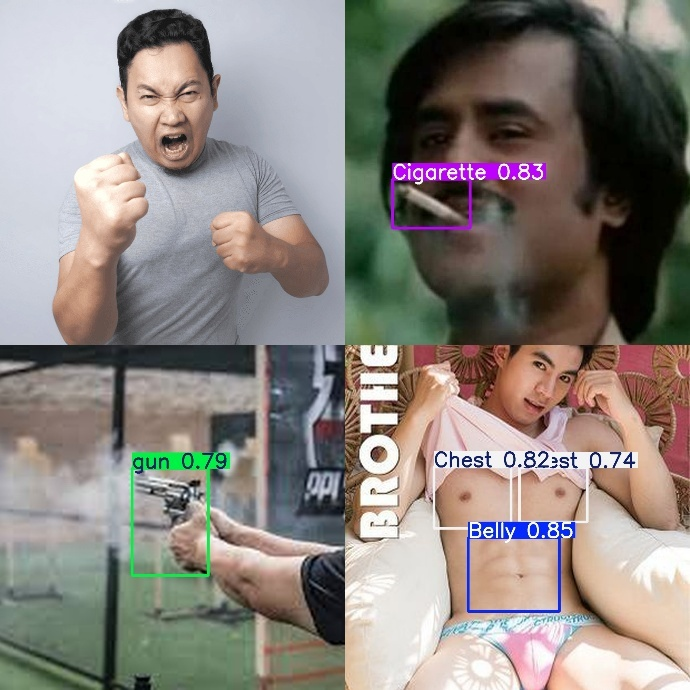 Cigarette 0.83
gun 0.79
BROTHE
Chest 0.82
est 0.74
Belly 0.85